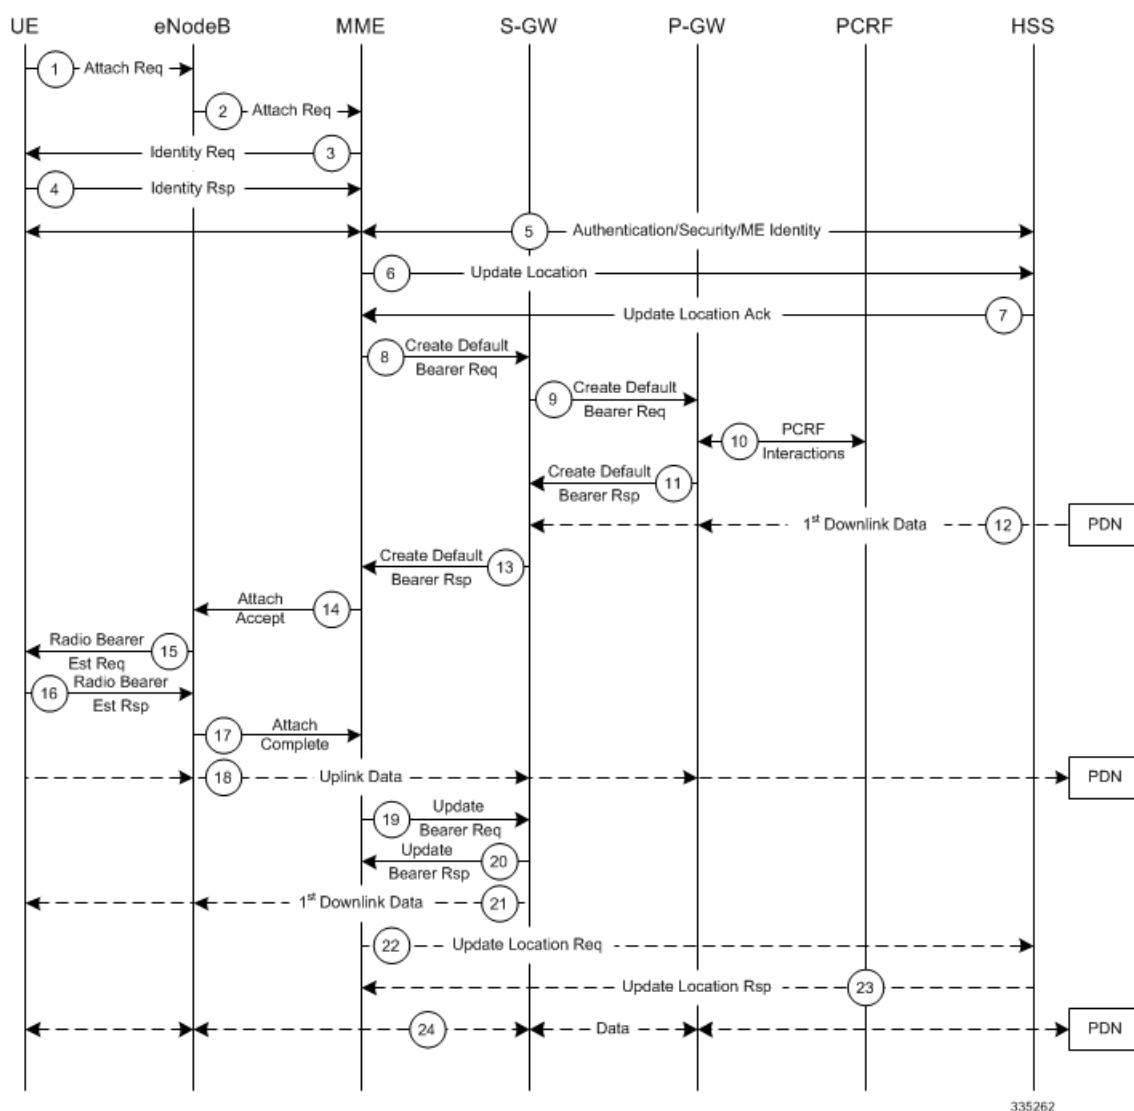 UE eNodeB MME S-GW P-GW PCRF HSS
1 Attach Req
2 Attach Req
Identity Req 3
4 Identity Rsp
5 Authentication/Security/ME Identity
6 Update Location
Update Location Ack 7
8 Create Default
Bearer Req
9 Create Default
Bearer Req
10 PCRF
Interactions
Create Default 11
Bearer Rsp
1st Downlink Data 12 PDN
Create Default 13
Bearer Rsp
Attach 14
Accept
Radio Bearer 15
Est Req
16 Radio Bearer
Est Rsp
17 Attach
Complete
18 Uplink Data PDN
19 Update
Bearer Req
Update 20
Bearer Rsp
1st Downlink Data 21
22 Update Location Req
Update Location Rsp 23
24 Data PDN
335262